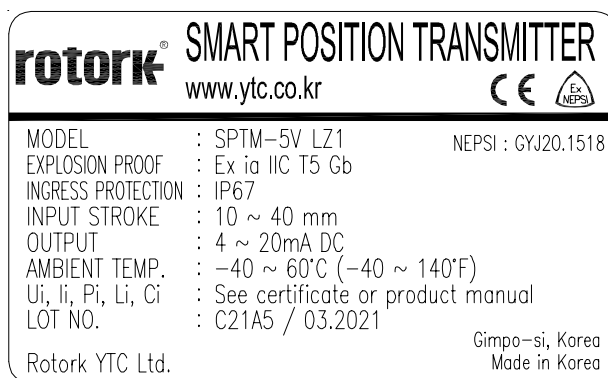 rotork® SMART POSITION TRANSMITTER
www.ytc.co.kr
CE Ex NEPSI
MODEL : SPTM-5V LZ1 NEPSI : GYJ20.1518
EXPLOSION PROOF : Ex ia IIC T5 Gb
INGRESS PROTECTION : IP67
INPUT STROKE : 10 ~ 40 mm
OUTPUT : 4 ~ 20mA DC
AMBIENT TEMP. : -40 ~ 60°C (-40 ~ 140°F)
Ui, Ii, Pi, Li, Ci : See certificate or product manual
LOT NO. : C21A5 / 03.2021
Gimpo-si, Korea
Rotork YTC Ltd. Made in Korea